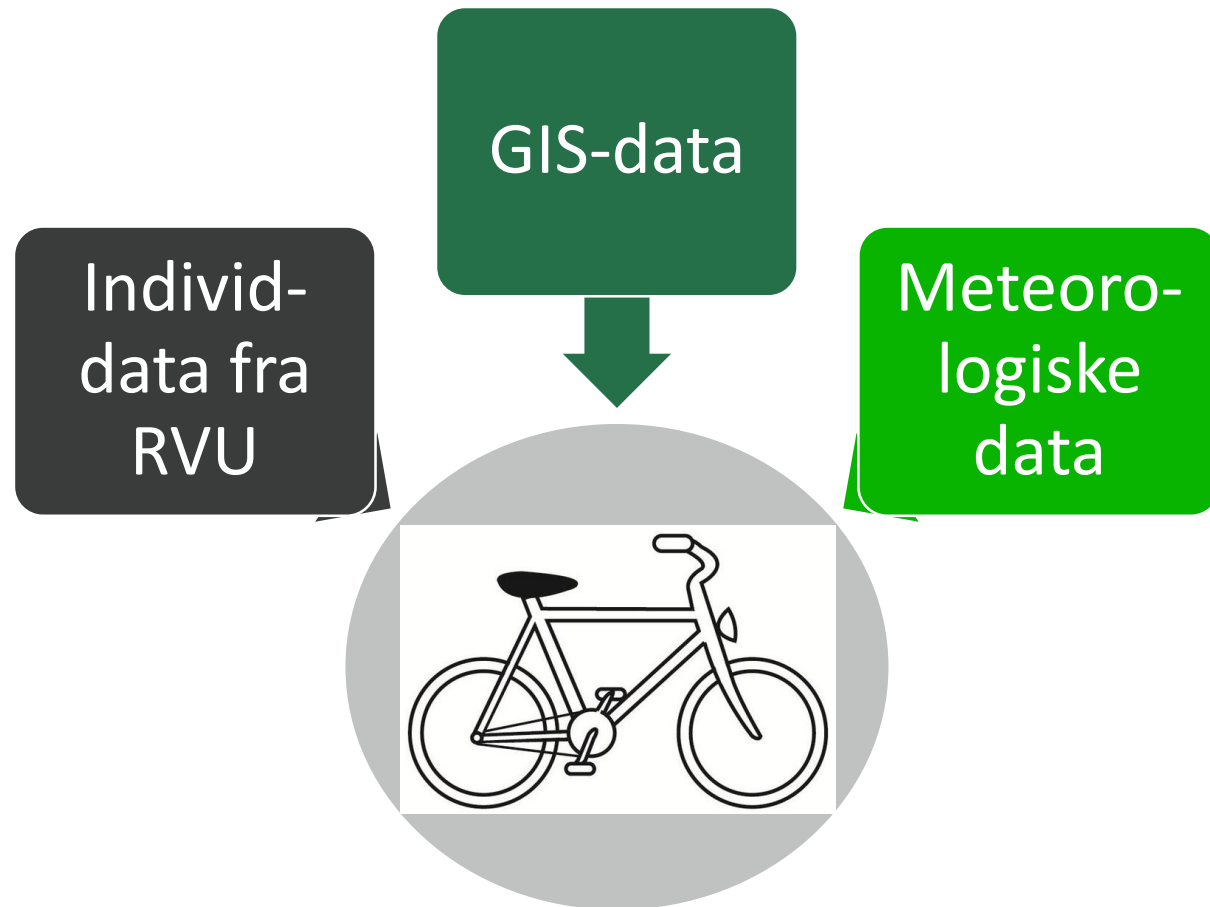 GIS-data
Individ-
data fra
RVU
Meteoro-
logiske
data